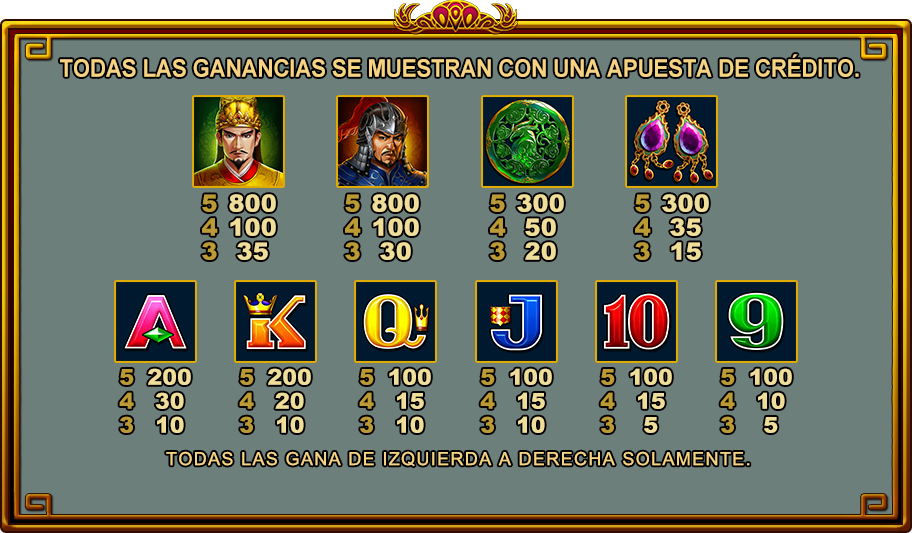 TODAS LAS GANANCIAS SE MUESTRAN CON UNA APUESTA DE CRÉDITO.
5 800 5 800 5 300 5 300
4 100 4 100 4 50 4 35
3 35 3 30 3 20 3 15
A K Q J 10 9
5 200 5 200 5 100 5 100 5 100 5 100
4 30 4 20 4 15 4 15 4 15 4 10
3 10 3 10 3 10 3 10 3 5 3 5
TODAS LAS GANA DE IZQUIERDA A DERECHA SOLAMENTE.